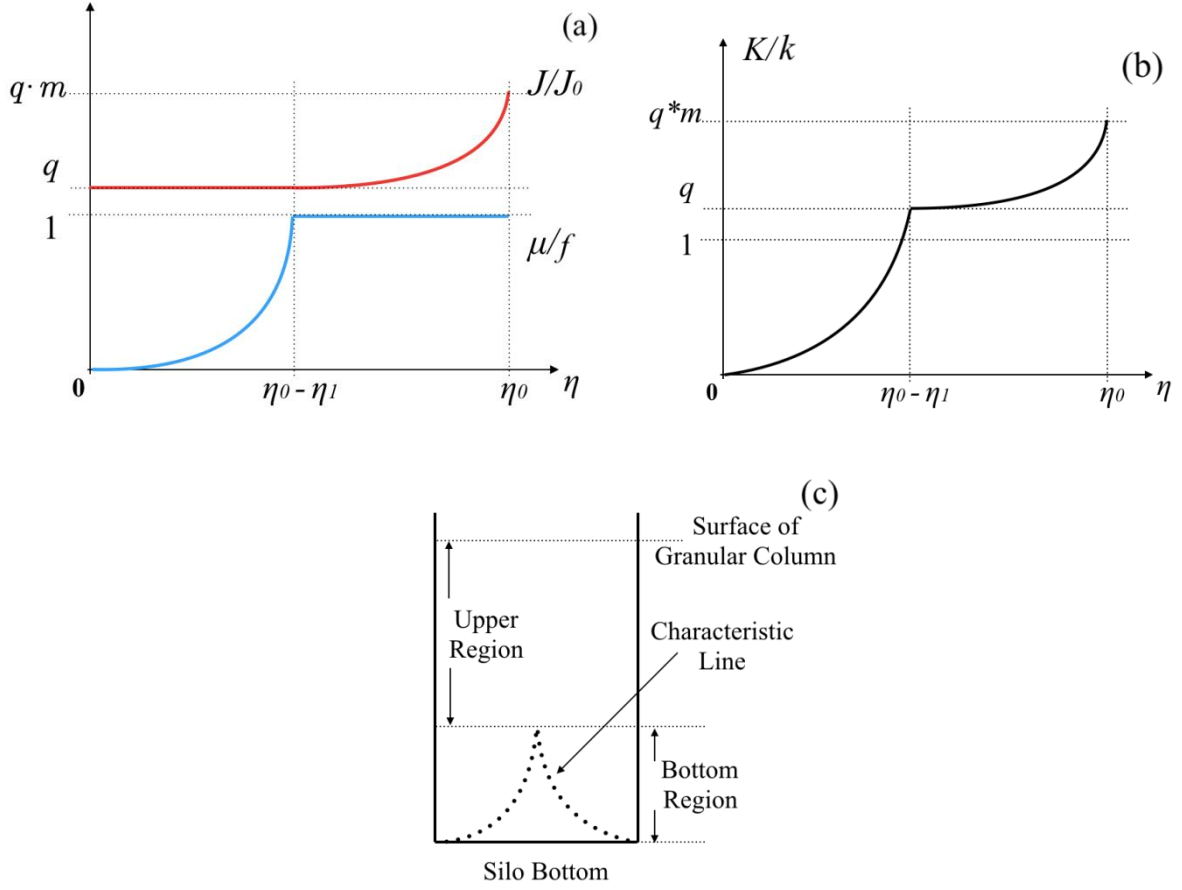 (a)
q·m
J/J₀
q
1
μ/f
0
η₀-η₁
η₀
η
K/k
(b)
q*m
q
1
0
η₀-η₁
η₀
η
(c)
Surface of
Granular Column
Upper
Region
Characteristic
Line
Bottom
Region
Silo Bottom